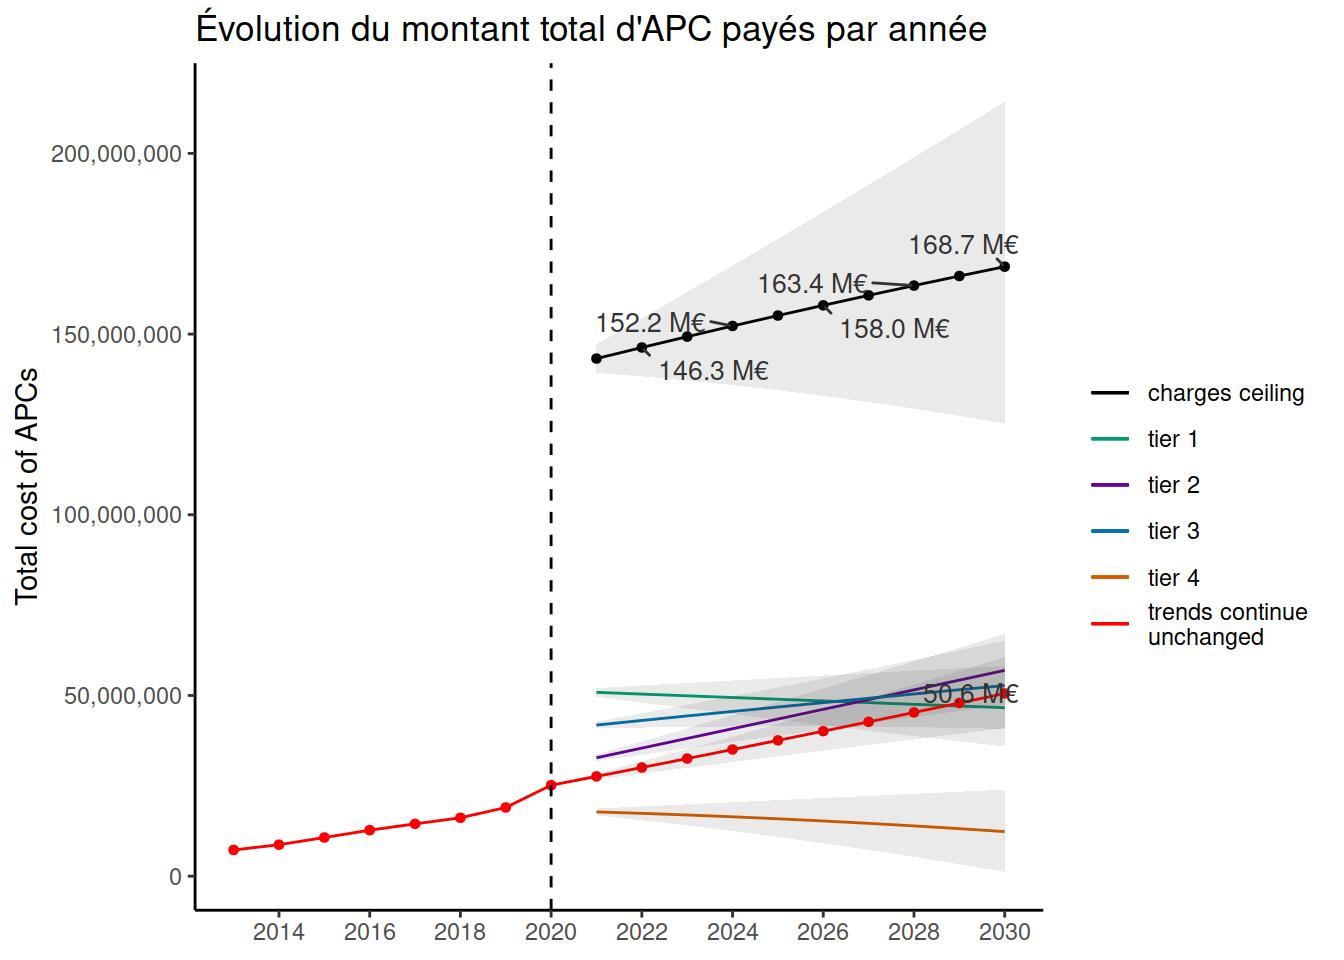 Évolution du montant total d'APC payés par année
Total cost of APCs
200,000,000
150,000,000
100,000,000
50,000,000
0
168.7 M€
163.4 M€
158.0 M€
152.2 M€
146.3 M€
50.6 M€
2014 2016 2018 2020 2022 2024 2026 2028 2030
charges ceiling
tier 1
tier 2
tier 3
tier 4
trends continue
unchanged